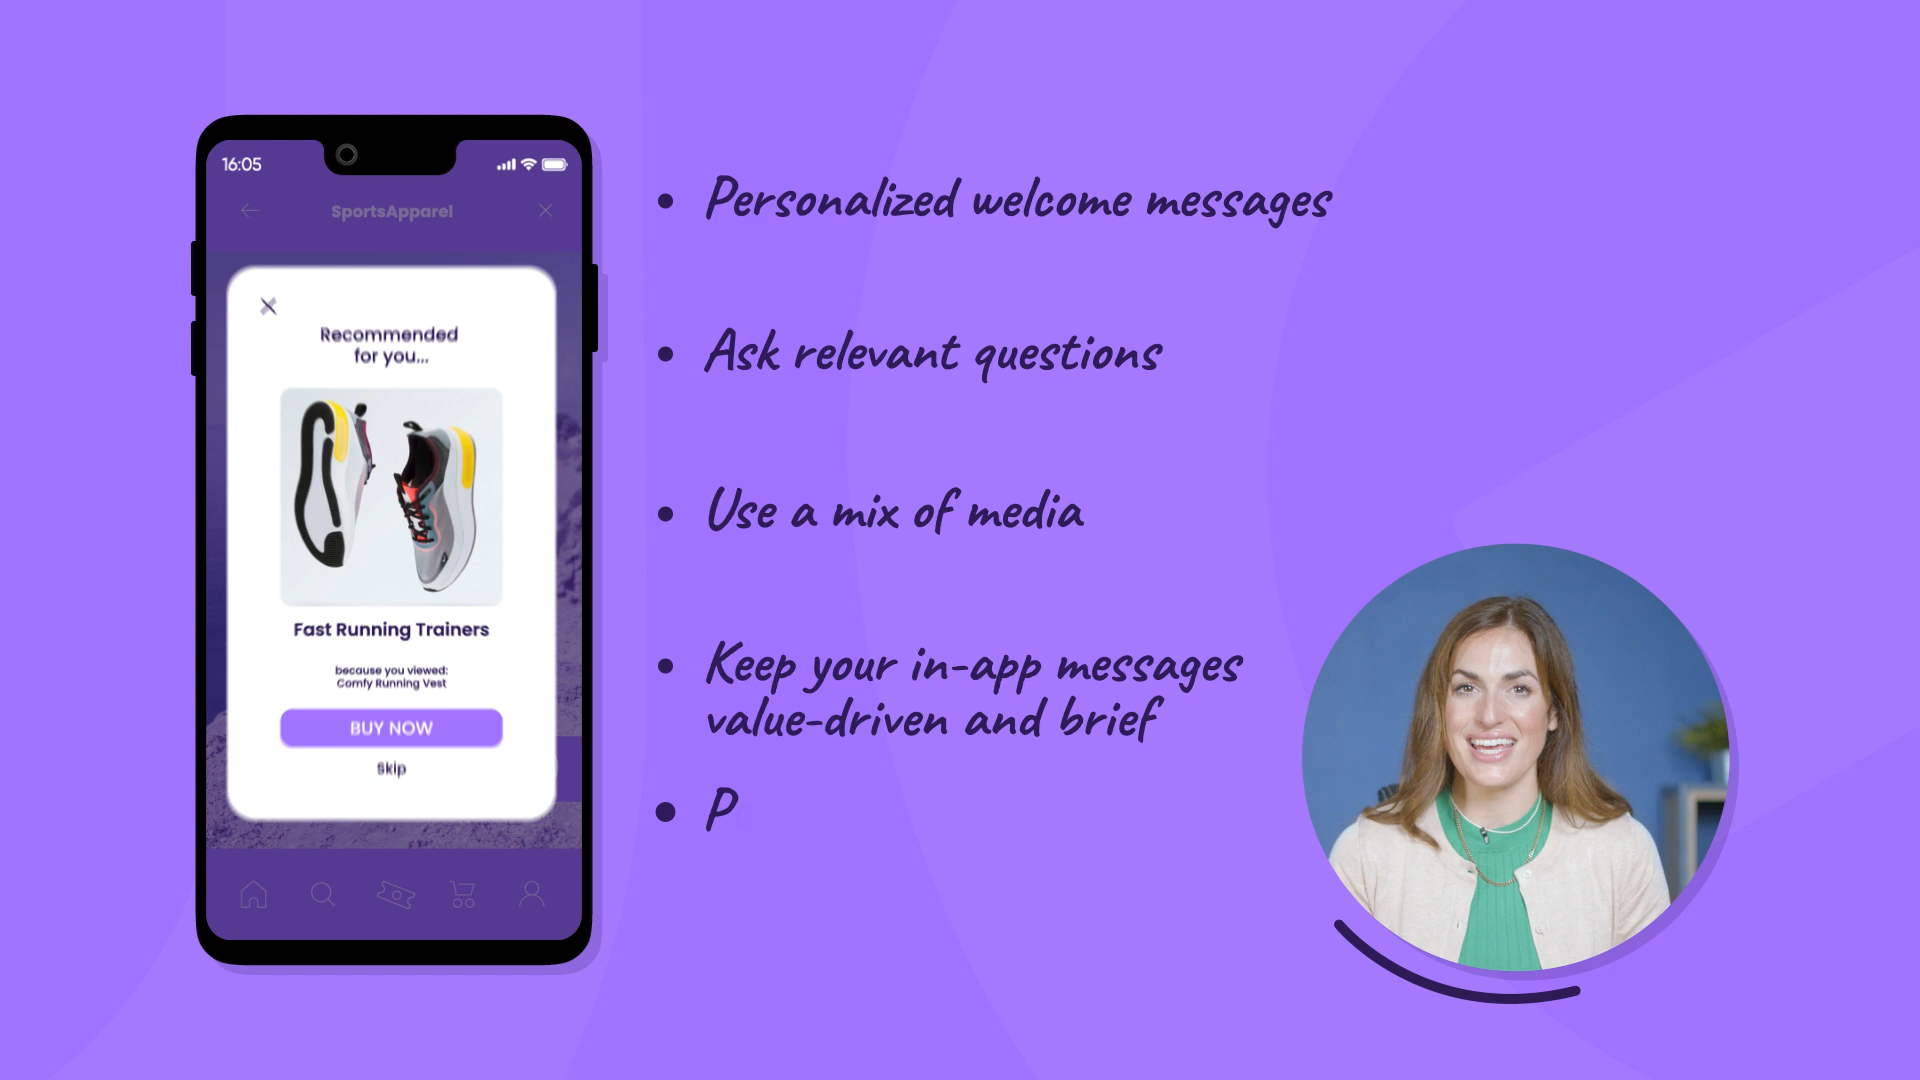 16:05
SportsApparel
Recommended
for you...
Fast Running Trainers
because you viewed:
Comfy Running Vest
BUY NOW
Skip
• Personalized welcome messages
• Ask relevant questions
• Use a mix of media
• Keep your in-app messages
value-driven and brief
• P